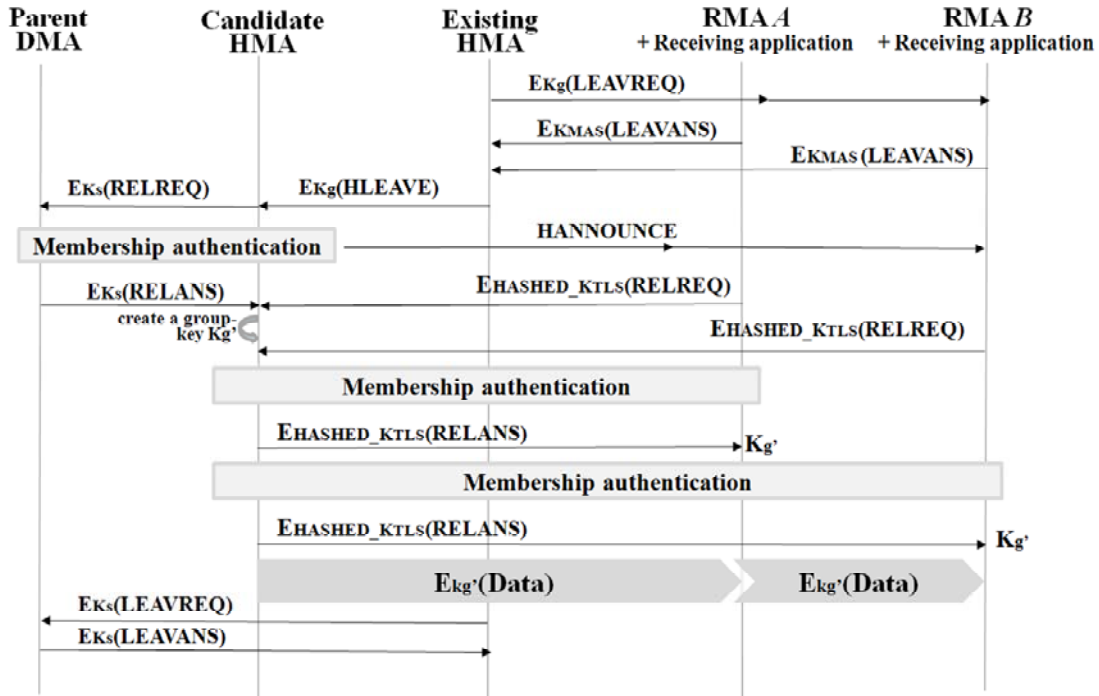 Parent
DMA
Candidate
HMA
Existing
HMA
RMA A
+ Receiving application
RMA B
+ Receiving application
EKg(LEAVREQ)
EKMAS(LEAVANS)
EKMAS (LEAVANS)
EKs(RELREQ)
EKg(HLEAVE)
Membership authentication
HANNOUNCE
EKs(RELANS)
EHASHED_KTLS(RELREQ)
create a group-
key Kg’
EHASHED_KTLS(RELREQ)
Membership authentication
EHASHED_KTLS(RELANS)
Kg’
Membership authentication
EHASHED_KTLS(RELANS)
Kg’
Ekg’(Data)
Ekg’(Data)
EKs(LEAVREQ)
EKs(LEAVANS)